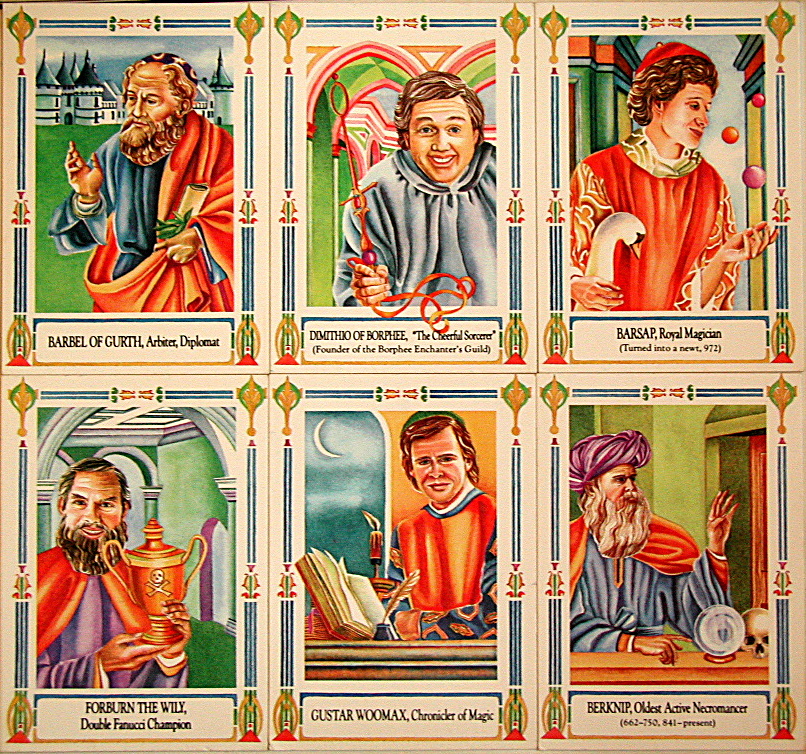 BARBEL OF GURTH, Arbiter, Diplomat
DIMITHIO OF BORPHEE, "The Cheerful Sorcerer"
(Founder of the Borphee Enchanter's Guild)
BARSAP, Royal Magician
(Turned into a newt, 972)
FORBURN THE WILY,
Double Fanucci Champion
GUSTAR WOOMAX, Chronicler of Magic
BERKNIP, Oldest Active Necromancer
(662–750, 841–present)